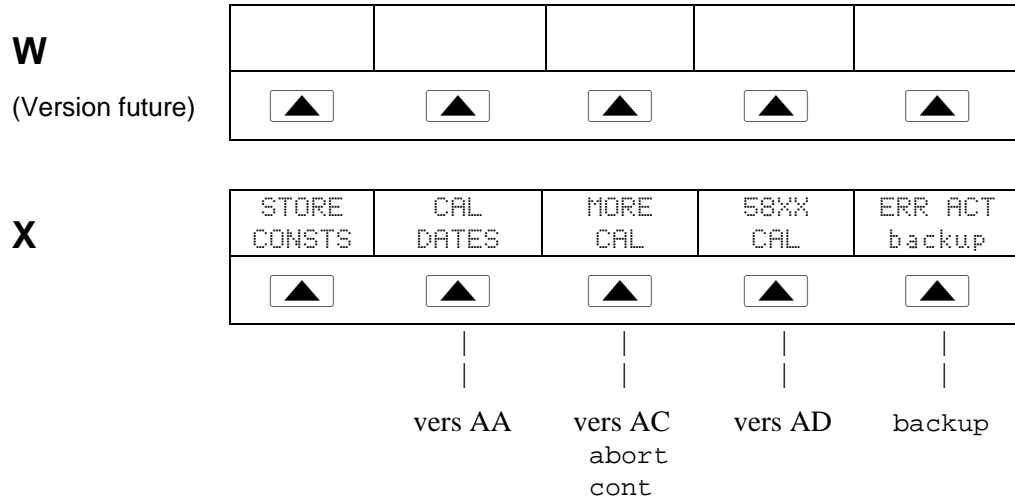 W
(Version future)
X
STORE CAL MORE 58XX ERR ACT
CONSTS DATES CAL CAL backup
vers AA vers AC vers AD backup
abort
cont